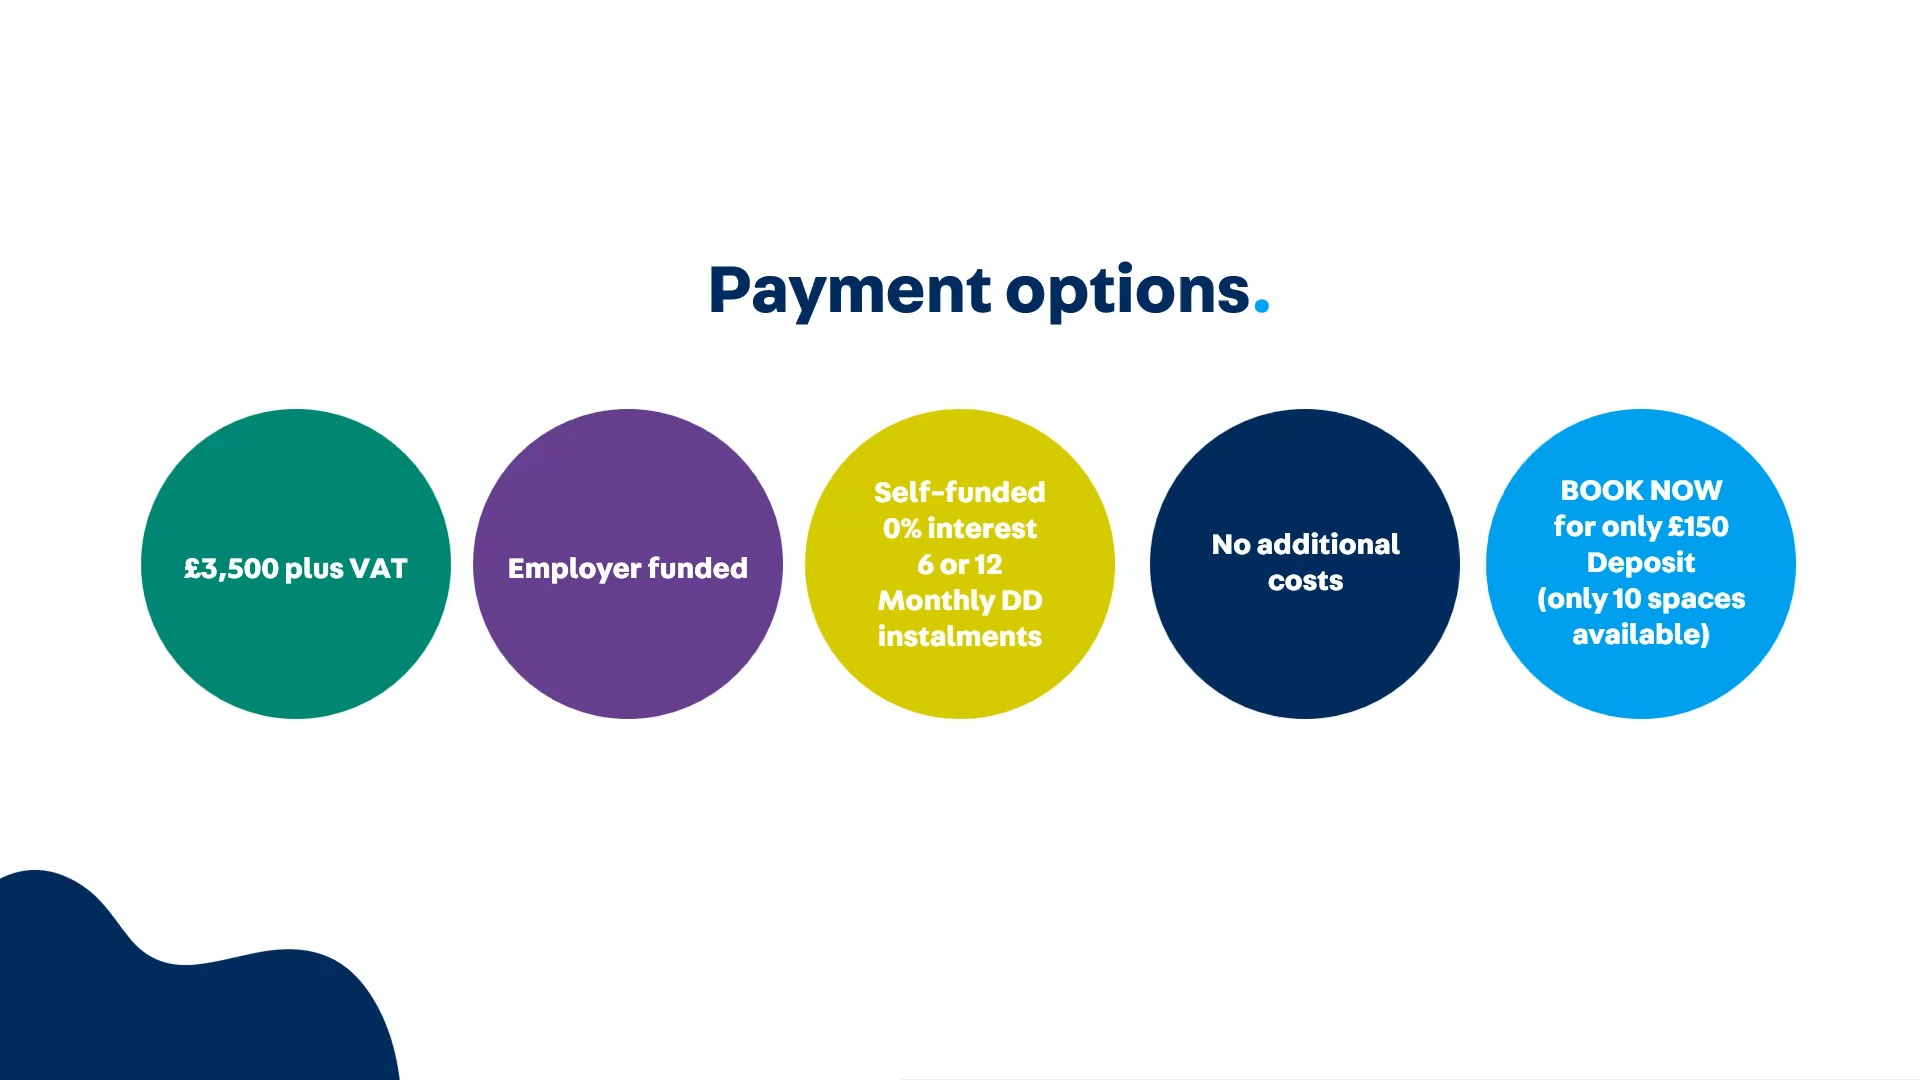 Payment options.
£3,500 plus VAT
Employer funded
Self-funded
0% interest
6 or 12
Monthly DD
instalments
No additional
costs
BOOK NOW
for only £150
Deposit
(only 10 spaces
available)